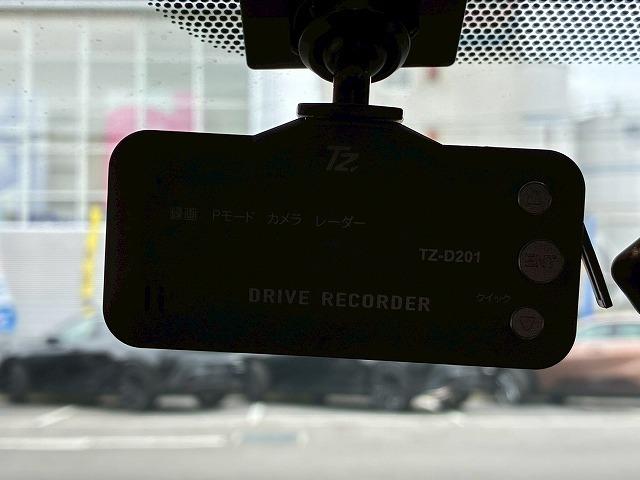 TZ
録画 Pモード カメラ レーダー
TZ-D201
ENT
DRIVE RECORDER
クイック